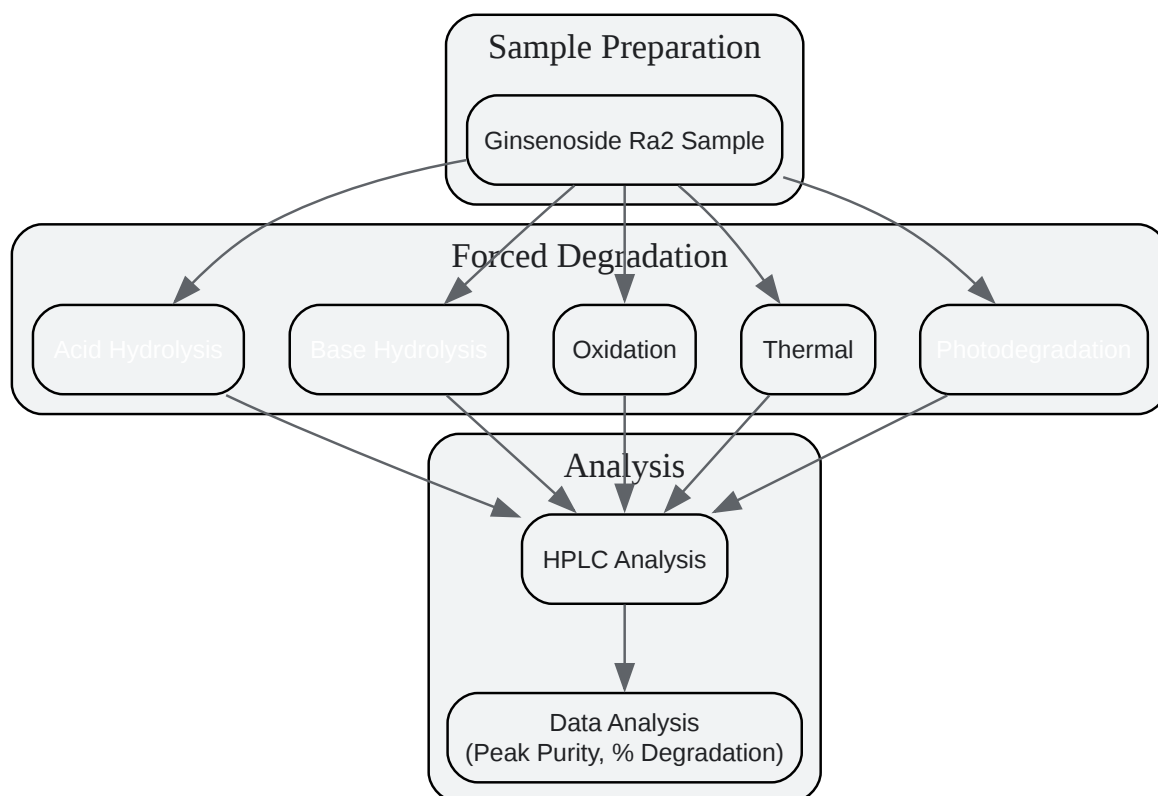 Sample Preparation
Ginsenoside Ra2 Sample
Forced Degradation
Acid Hydrolysis
Base Hydrolysis
Oxidation
Thermal
Photodegradation
Analysis
HPLC Analysis
Data Analysis
(Peak Purity, % Degradation)